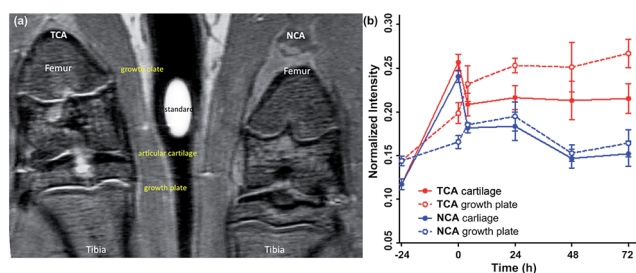 (a)
TCA
NCA
Femur
growth plate
Femur
standard
articular cartilage
growth plate
Tibia
Tibia
(b)
Normalized Intensity
0.30
0.25
0.20
0.15
0.10
0.05
TCA cartilage
TCA growth plate
NCA carliage
NCA growth plate
-24 0 24 48 72
Time (h)